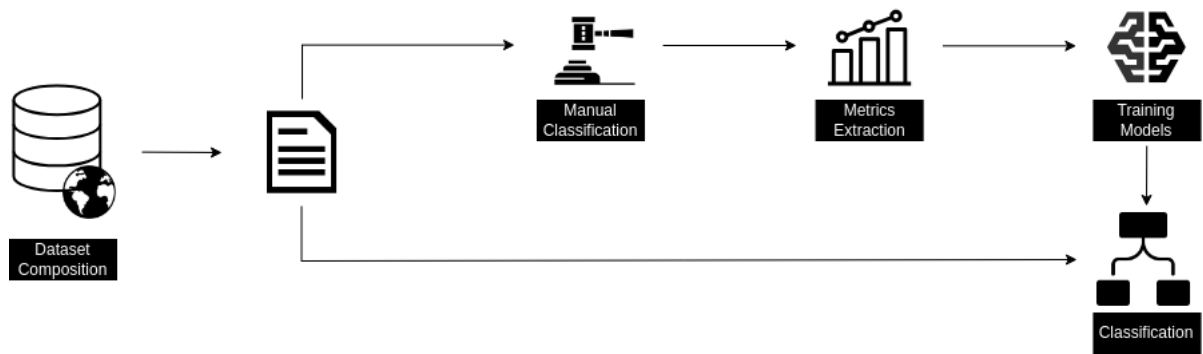 Manual
Classification
Metrics
Extraction
Training
Models
Dataset
Composition
Classification